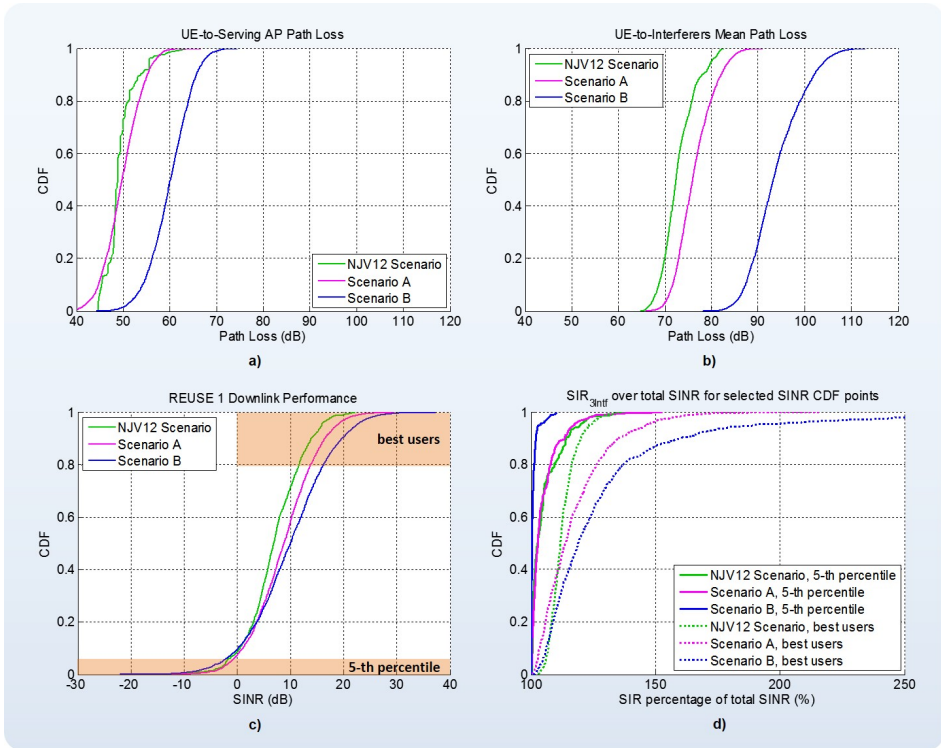 UE-to-Serving AP Path Loss
1
0.8
0.6
0.4
0.2
0
CDF
NJV12 Scenario
Scenario A
Scenario B
40 50 60 70 80 90 100 110 120
Path Loss (dB)
a)
UE-to-Interferers Mean Path Loss
1
0.8
0.6
0.4
0.2
0
CDF
NJV12 Scenario
Scenario A
Scenario B
40 50 60 70 80 90 100 110 120
Path Loss (dB)
b)
REUSE 1 Downlink Performance
1
0.8
0.6
0.4
0.2
0
CDF
NJV12 Scenario
Scenario A
Scenario B
best users
5-th percentile
-30 -20 -10 0 10 20 30 40
SINR (dB)
c)
SIR3Intf over total SINR for selected SINR CDF points
1
0.8
0.6
0.4
0.2
0
CDF
NJV12 Scenario, 5-th percentile
Scenario A, 5-th percentile
Scenario B, 5-th percentile
NJV12 Scenario, best users
Scenario A, best users
Scenario B, best users
100 150 200 250
SIR percentage of total SINR (%)
d)